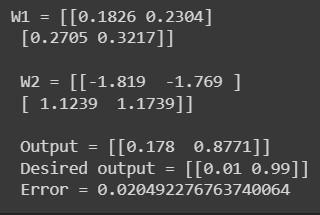 W1 = [[0.1826 0.2304]
[0.2705 0.3217]]
W2 = [[-1.819  -1.769 ]
[ 1.1239  1.1739]]
Output = [[0.178  0.8771]]
Desired output = [[0.01 0.99]]
Error = 0.020492276763740064